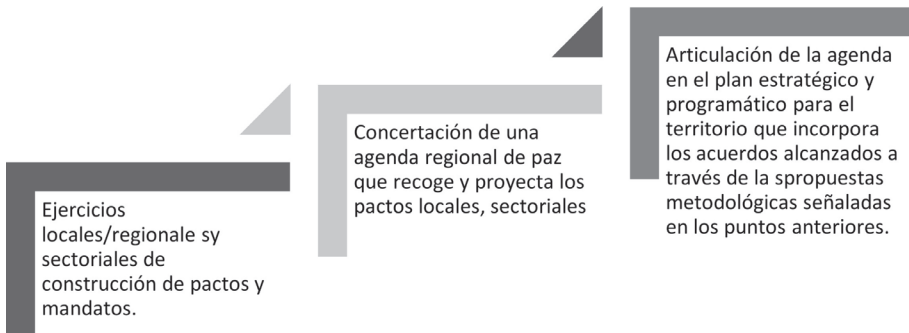 Ejercicios
locales/regionale sy
sectoriales de
construcción de pactos y
mandatos.
Concertación de una
agenda regional de paz
que recoge y proyecta los
pactos locales, sectoriales
Articulación de la agenda
en el plan estratégico y
programático para el
territorio que incorpora
los acuerdos alcanzados a
través de la spropuestas
metodológicas señaladas
en los puntos anteriores.